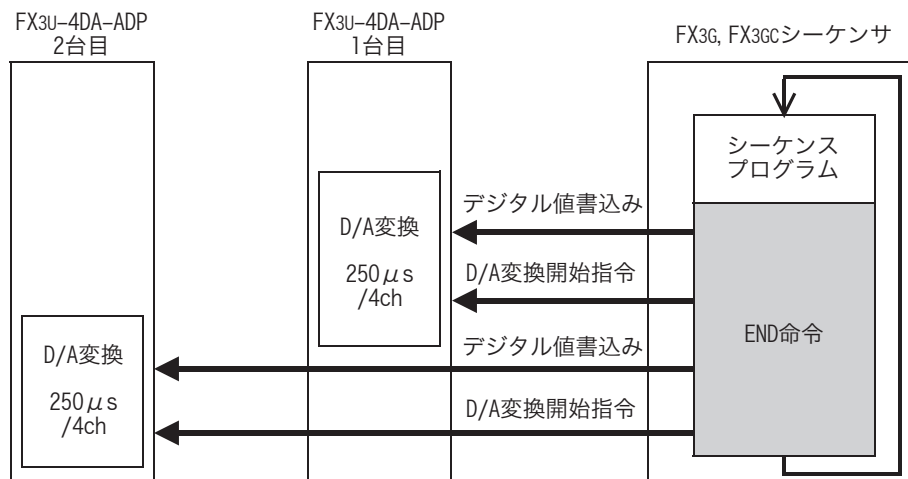 FX3U−4DA−ADP
2台目
FX3U−4DA−ADP
1台目
FX3G, FX3GCシーケンサ
シーケンス
プログラム
デジタル値書込み
D/A変換
250μs
/4ch
D/A変換開始指令
END命令
デジタル値書込み
D/A変換
250μs
/4ch
D/A変換開始指令